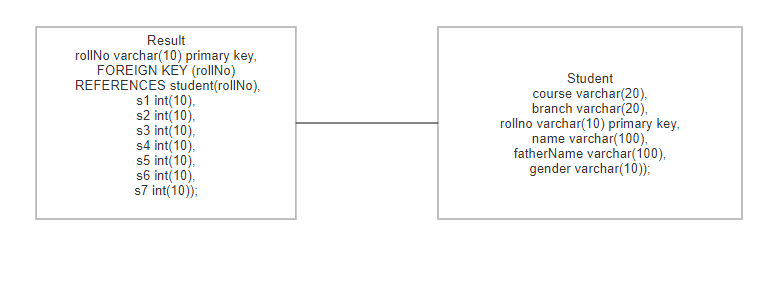 Result
rollNo varchar(10) primary key,
FOREIGN KEY (rollNo)
REFERENCES student(rollNo),
s1 int(10),
s2 int(10),
s3 int(10),
s4 int(10),
s5 int(10),
s6 int(10),
s7 int(10));
Student
course varchar(20),
branch varchar(20),
rollno varchar(10) primary key,
name varchar(100),
fatherName varchar(100),
gender varchar(10));